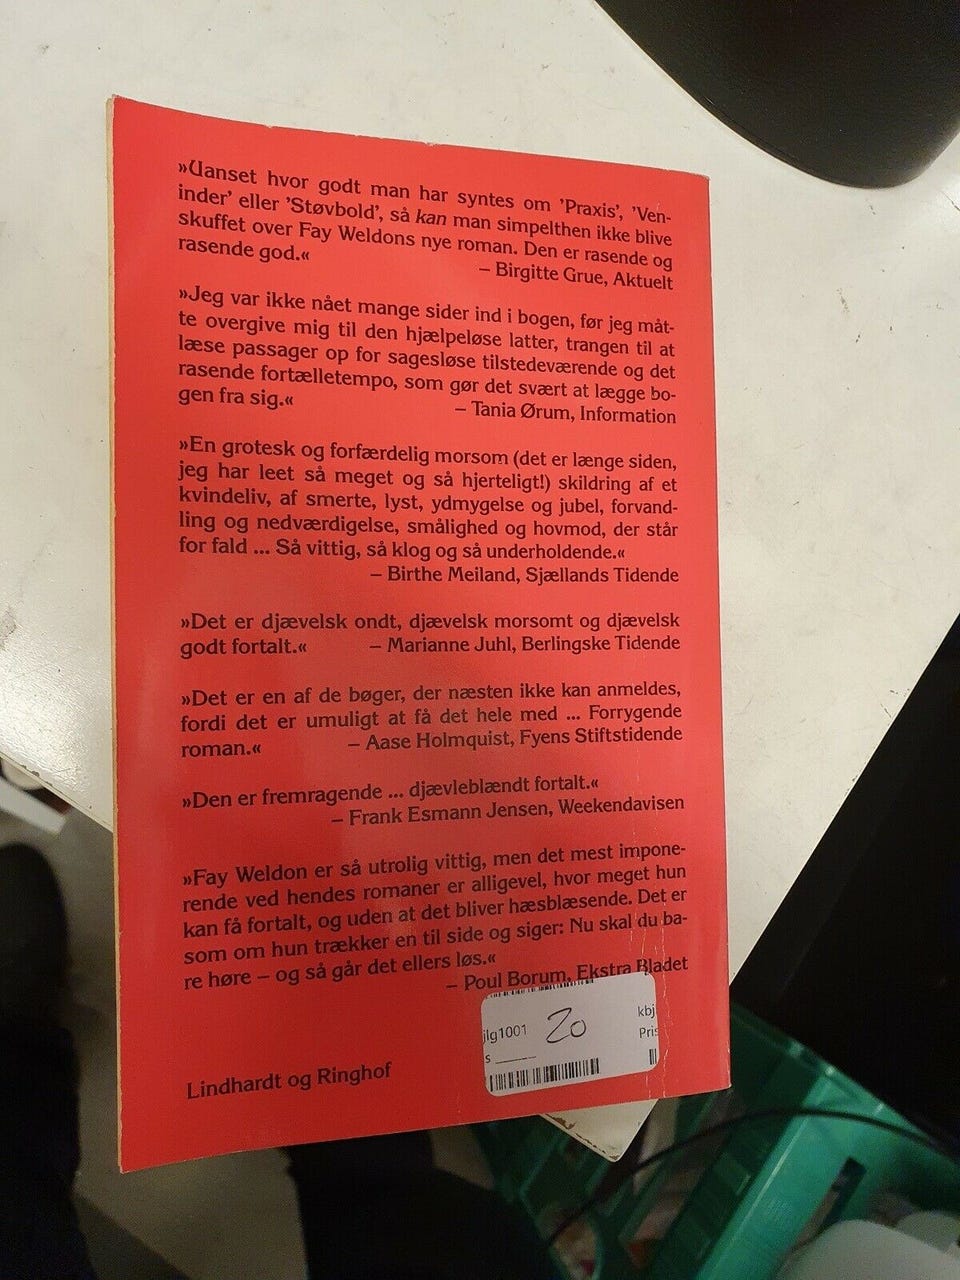 »Uanset hvor godt man har syntes om ’Praxis’, ’Ven-
inder’ eller ’Støvbold’, så kan man simpelthen ikke blive
skuffet over Fay Weldons nye roman. Den er rasende og
rasende god.«
– Birgitte Grue, Aktuelt
»Jeg var ikke nået mange sider ind i bogen, før jeg måt-
te overgive mig til den hjælpeløse latter, trangen til at
læse passager op for sagesløse tilstedeværende og det
rasende fortælletempo, som gør det svært at lægge bo-
gen fra sig.«
– Tania Ørum, Information
»En grotesk og forfærdelig morsom (det er længe siden,
jeg har leet så meget og så hjerteligt!) skildring af et
kvindeliv, af smerte, lyst, ydmygelse og jubel, forvand-
ling og nedværdigelse, smålighed og hovmod, der står
for fald ... Så vittig, så klog og så underholdende.«
– Birthe Meiland, Sjællands Tidende
»Det er djævelsk ondt, djævelsk morsomt og djævelsk
godt fortalt.« – Marianne Juhl, Berlingske Tidende
»Det er en af de bøger, der næsten ikke kan anmeldes,
fordi det er umuligt at få det hele med ... Forrygende
roman.« – Aase Holmquist, Fyens Stiftstidende
»Den er fremragende ... djævleblændt fortalt.«
– Frank Esmann Jensen, Weekendavisen
»Fay Weldon er så utrolig vittig, men det mest impone-
rende ved hendes romaner er alligevel, hvor meget hun
kan få fortalt, og uden at det bliver hæsblæsende. Det er
som om hun trækker en til side og siger: Nu skal du ba-
re høre – og så går det ellers løs.«
– Poul Borum, Ekstra Bladet
jlg1001 20 kbj
s ____ Pris
Lindhardt og Ringhof